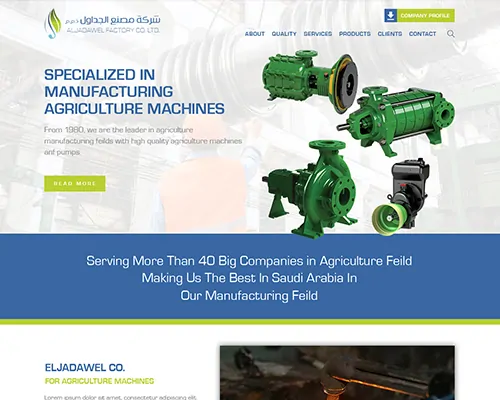 شركة مصنع الجداول ذ.م.م
ALJADAWEL FACTORY CO. LTD.
COMPANY PROFILE
ABOUT QUALITY SERVICES PRODUCTS CLIENTS CONTACT
SPECIALIZED IN
MANUFACTURING
AGRICULTURE MACHINES
From 1980, we are the leader in agriculture
manufacturing feilds with high quality agriculture machines
ant pumps
READ MORE
Serving More Than 40 Big Companies in Agriculture Feild
Making Us The Best In Saudi Arabia In
Our Manufacturing Feild
ELJADAWEL CO.
FOR AGRICULTURE MACHINES
Lorem ipsum dolor sit amet, consectetur adipiscing elit,